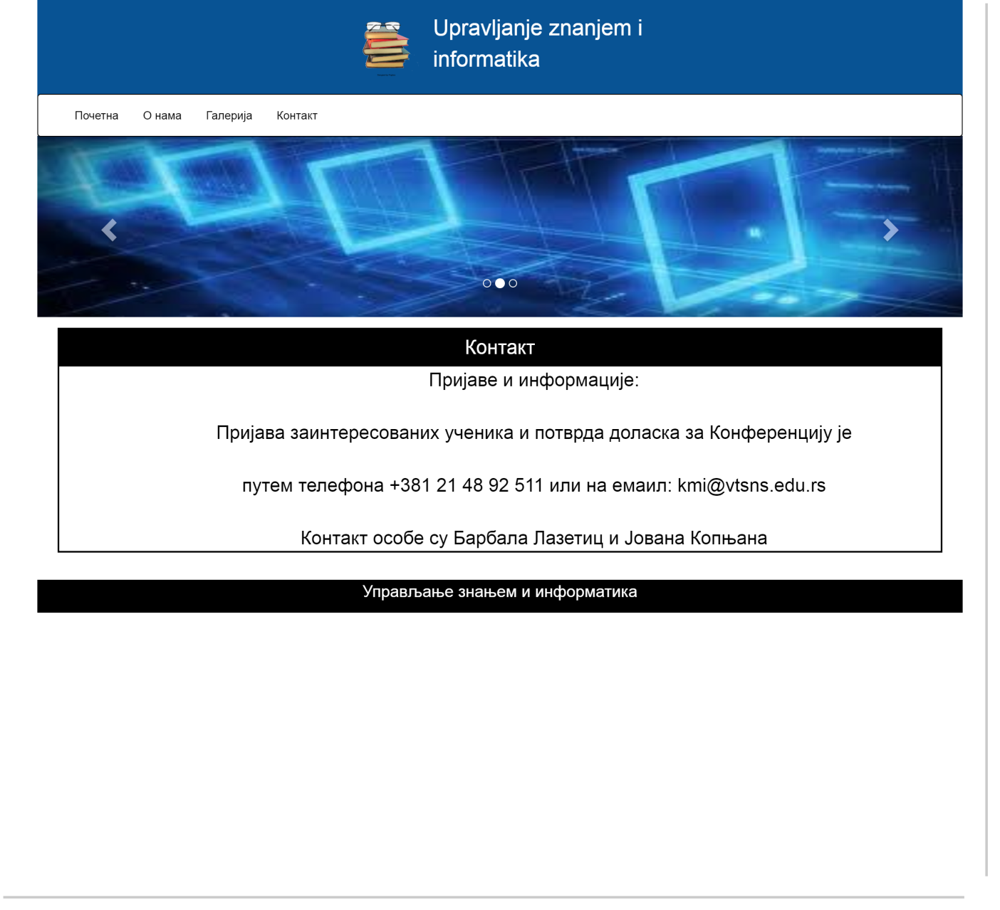 Upravljanje znanjem i
informatika
Почетна О нама Галерија Контакт
Контакт
Пријаве и информације:
Пријава заинтересованих ученика и потврда доласка за Конференцију је
путем телефона +381 21 48 92 511 или на емаил: kmi@vtsns.edu.rs
Контакт особе су Барбала Лазетиц и Јована Копњана
Управљање знањем и информатика